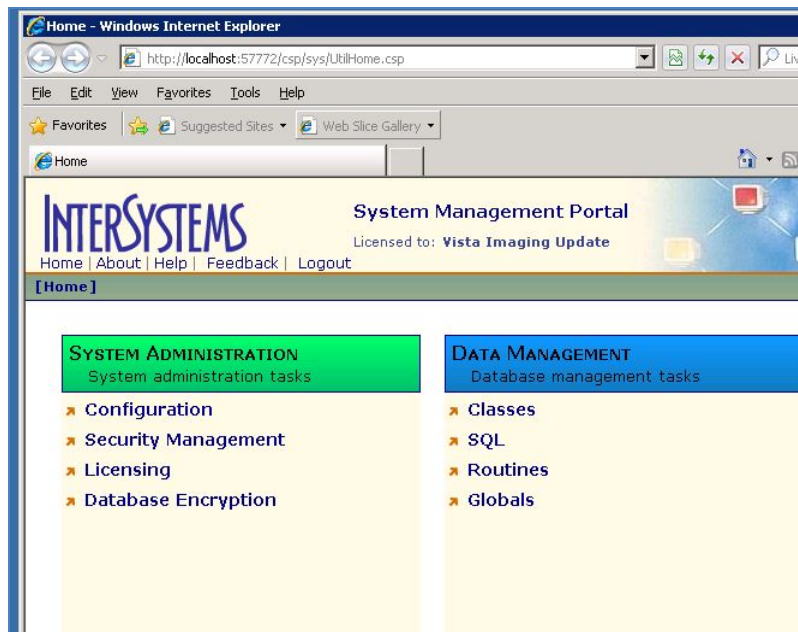 Home - Windows Internet Explorer
http://localhost:57772/csp/sys/UtilHome.csp
Liv
File Edit View Favorites Tools Help
Favorites Suggested Sites Web Slice Gallery
Home
INTERSYSTEMS
System Management Portal
Licensed to: Vista Imaging Update
Home | About | Help | Feedback | Logout
[Home]
SYSTEM ADMINISTRATION
System administration tasks
Configuration
Security Management
Licensing
Database Encryption
DATA MANAGEMENT
Database management tasks
Classes
SQL
Routines
Globals